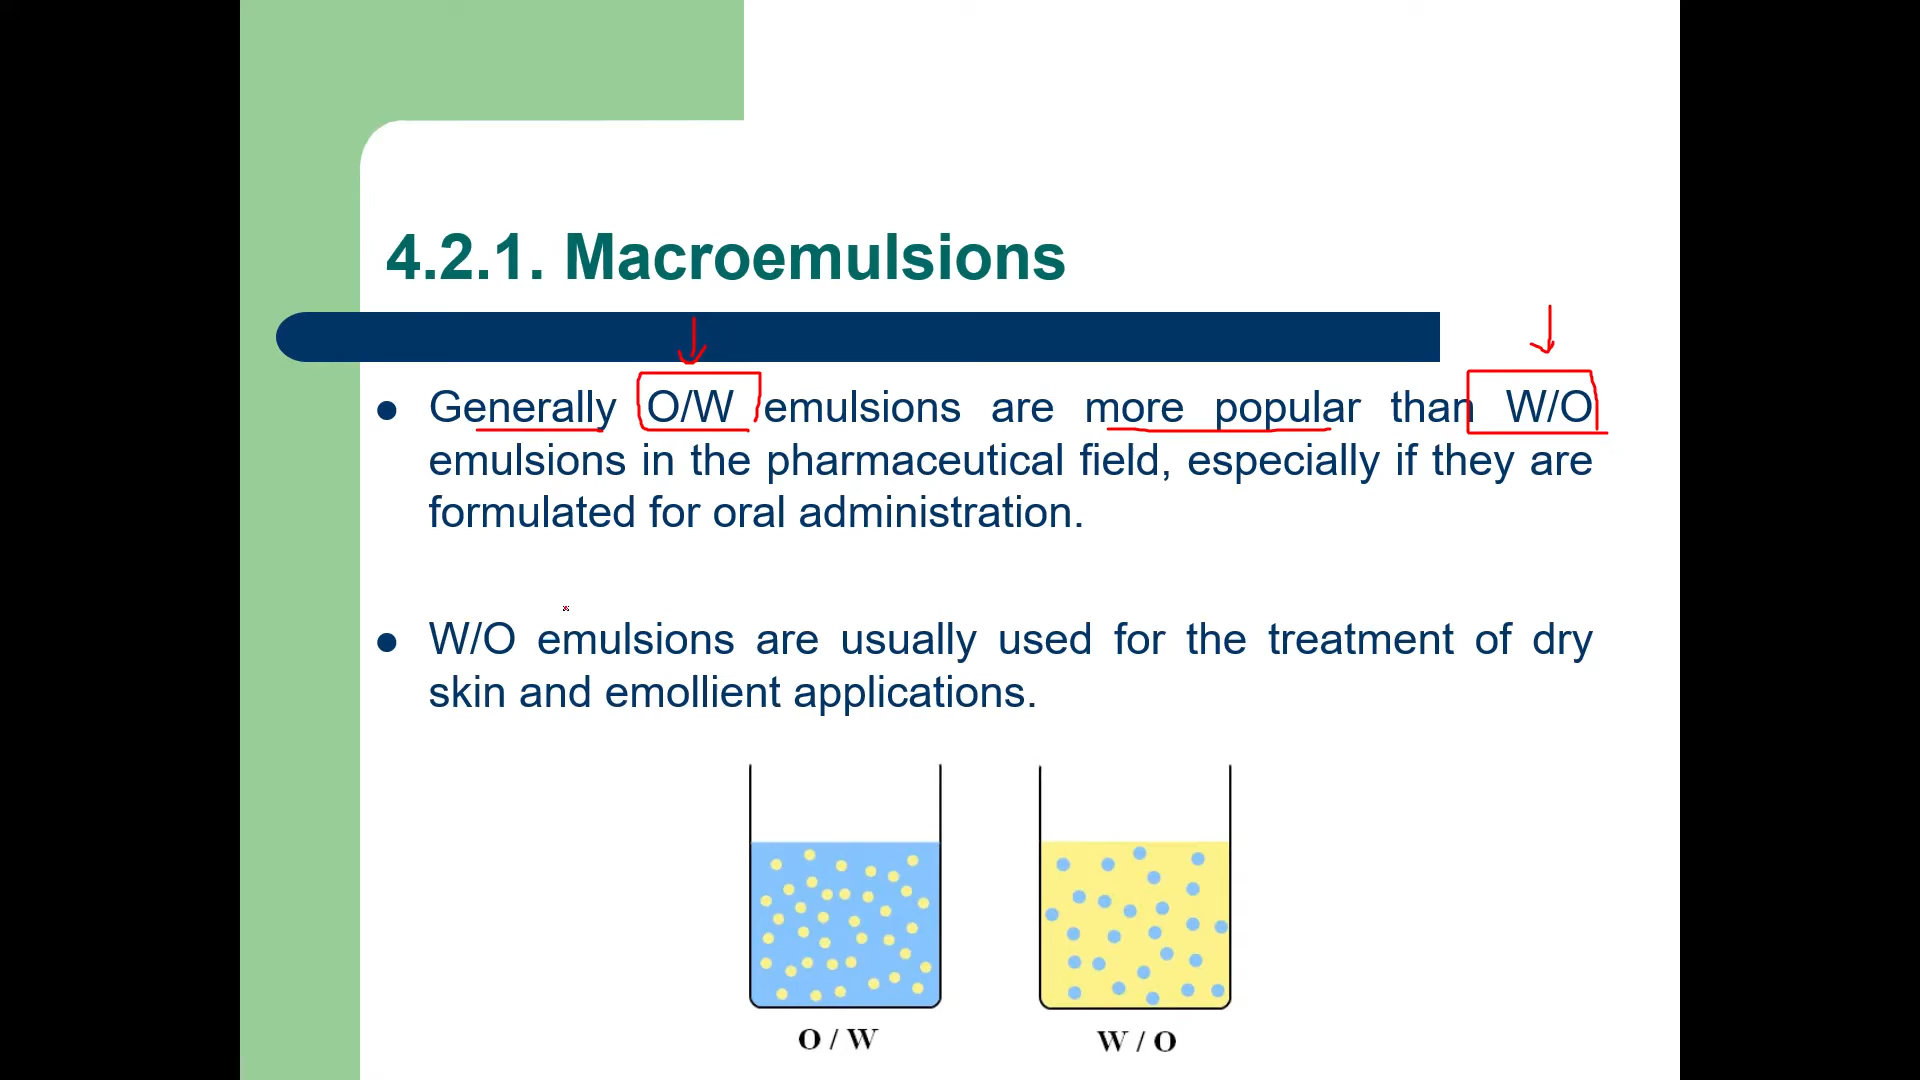 4.2.1. Macroemulsions
● Generally O/W emulsions are more popular than W/O
emulsions in the pharmaceutical field, especially if they are
formulated for oral administration.
● W/O emulsions are usually used for the treatment of dry
skin and emollient applications.
O / W
W / O